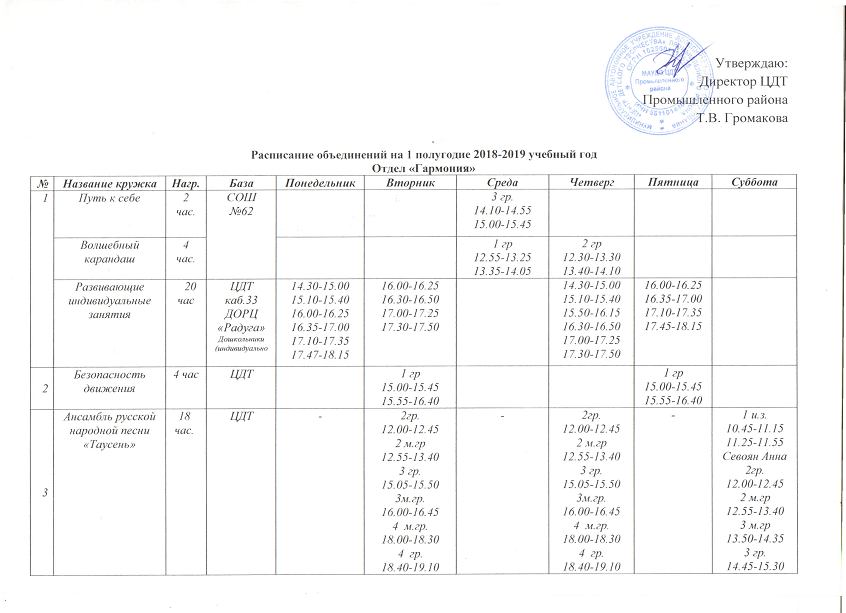 Утверждаю:
Директор ЦДТ
Промышленного района
Т.В. Громакова
МАУДО ЦДТ
Промышленного
района
Расписание объединений на 1 полугодие 2018-2019 учебный год
Отдел «Гармония»
№ Название кружка Нагр. База Понедельник Вторник Среда Четверг Пятница Суббота
1 Путь к себе 2 СОШ 3 гр.
час. №62 14.10-14.55
15.00-15.45
Волшебный 4 1 гр 2 гр
карандаш час. 12.55-13.25 12.30-13.30
13.35-14.05 13.40-14.10
Развивающие 20 ЦДТ 14.30-15.00 16.00-16.25 14.30-15.00 16.00-16.25
индивидуальные час каб.33 15.10-15.40 16.30-16.50 15.10-15.40 16.35-17.00
занятия ДОРЦ 16.00-16.25 17.00-17.25 15.50-16.15 17.10-17.35
«Радуга» 16.35-17.00 17.30-17.50 16.30-16.50 17.45-18.15
Дошкольники 17.10-17.35 17.00-17.25
(индивидуально 17.47-18.15 17.30-17.50
Безопасность 4 час ЦДТ 1 гр 1 гр
2 движения 15.00-15.45 15.00-15.45
15.55-16.40 15.55-16.40
Ансамбль русской 18 ЦДТ - 2гр. - 2гр. - 1 и.з.
народной песни час. 12.00-12.45 12.00-12.45 10.45-11.15
«Таусень» 2 м.гр 2 м.гр 11.25-11.55
12.55-13.40 12.55-13.40 Севоян Анна
3 гр. 3 гр. 2гр.
15.05-15.50 15.05-15.50 12.00-12.45
3 3м.гр. 3м.гр. 2 м.гр
16.00-16.45 16.00-16.45 12.55-13.40
4 м.гр. 4 м.гр. 3 м.гр
18.00-18.30 18.00-18.30 13.50-14.35
4 гр. 4 гр. 3 гр.
18.40-19.10 18.40-19.10 14.45-15.30